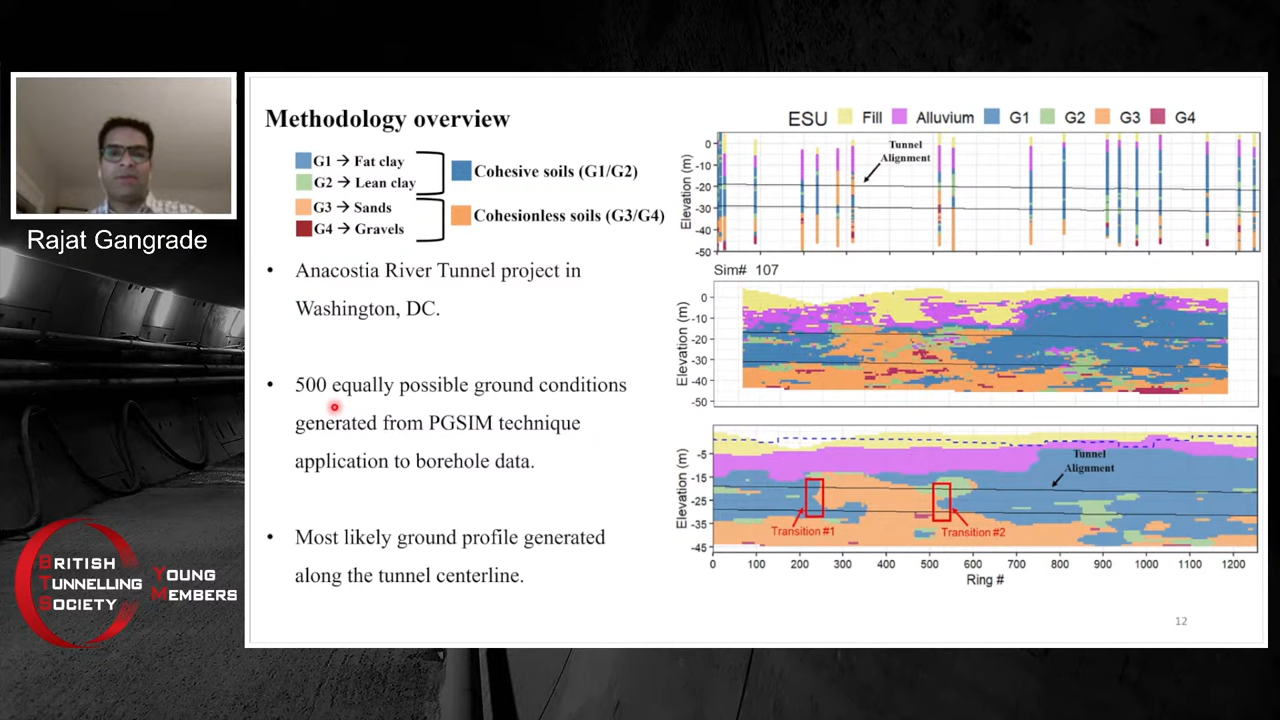 Methodology overview
G1 → Fat clay
G2 → Lean clay
G3 → Sands
G4 → Gravels
Cohesive soils (G1/G2)
Cohesionless soils (G3/G4)
• Anacostia River Tunnel project in
Washington, DC.
• 500 equally possible ground conditions
generated from PGSIM technique
application to borehole data.
• Most likely ground profile generated
along the tunnel centerline.
ESU Fill Alluvium G1 G2 G3 G4
Elevation (m)
0
-10
-20
-30
-40
-50
Tunnel
Alignment
Sim# 107
Elevation (m)
0
-10
-20
-30
-40
-50
Elevation (m)
-5
-15
-25
-35
-45
Tunnel
Alignment
Transition #1
Transition #2
0 100 200 300 400 500 600 700 800 900 1000 1100 1200
Ring #
12
Rajat Gangrade
BRITISH
TUNNELLING
SOCIETY
YOUNG
MEMBERS